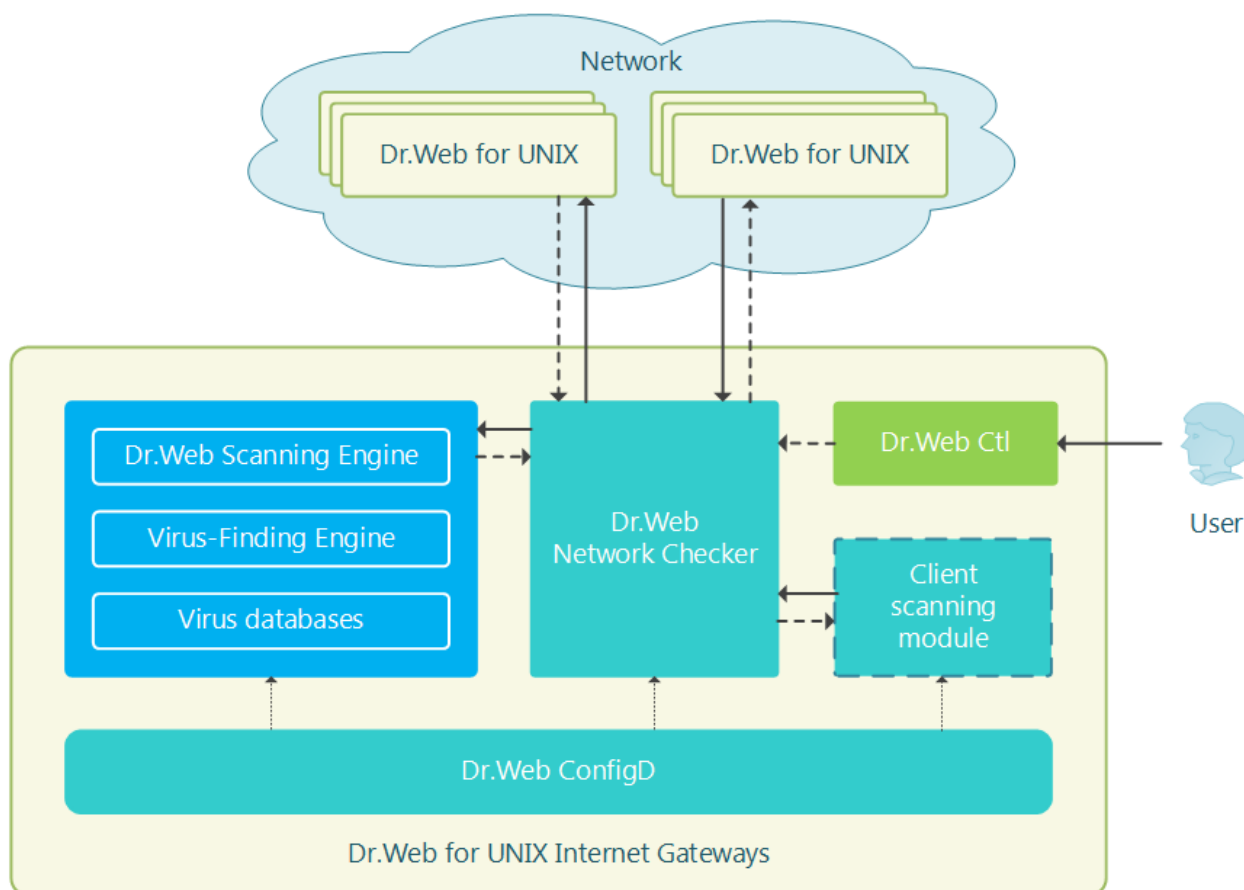 Network
Dr.Web for UNIX
Dr.Web for UNIX
Dr.Web Scanning Engine
Virus-Finding Engine
Virus databases
Dr.Web
Network Checker
Dr.Web Ctl
User
Client
scanning
module
Dr.Web ConfigD
Dr.Web for UNIX Internet Gateways